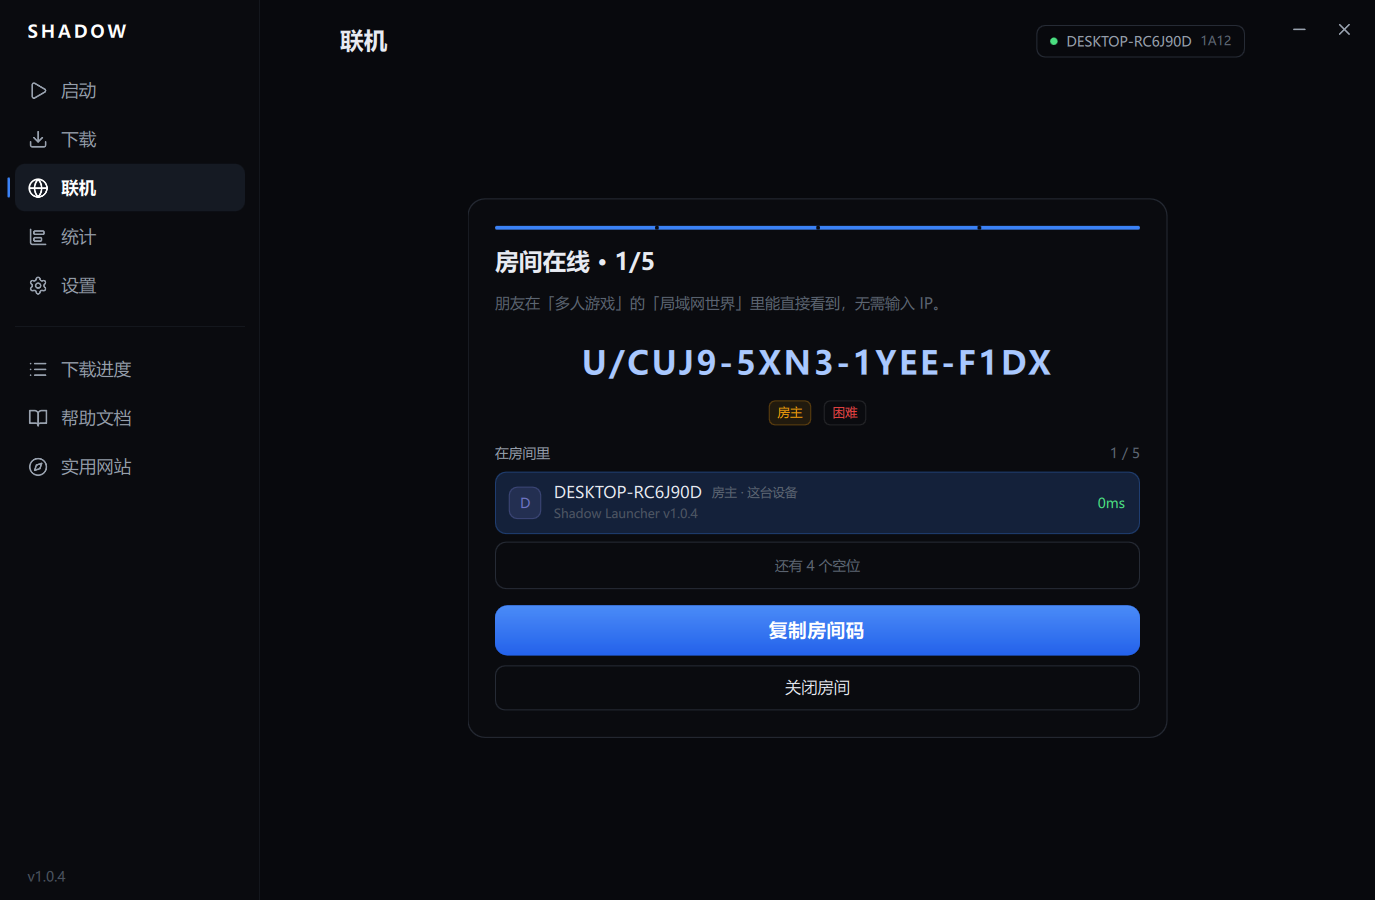 SHADOW
启动
下载
联机
统计
设置
下载进度
帮助文档
实用网站
v1.0.4
联机
DESKTOP-RC6J90D 1A12
房间在线 • 1/5
朋友在「多人游戏」的「局域网世界」里能直接看到，无需输入 IP。
U/CUJ9-5XN3-1YEE-F1DX
房主 困难
在房间里 1 / 5
D
DESKTOP-RC6J90D 房主 · 这台设备
Shadow Launcher v1.0.4
0ms
还有 4 个空位
复制房间码
关闭房间